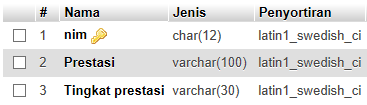 # Nama Jenis Penyortiran
1 nim char(12) latin1_swedish_ci
2 Prestasi varchar(100) latin1_swedish_ci
3 Tingkat prestasi varchar(30) latin1_swedish_ci